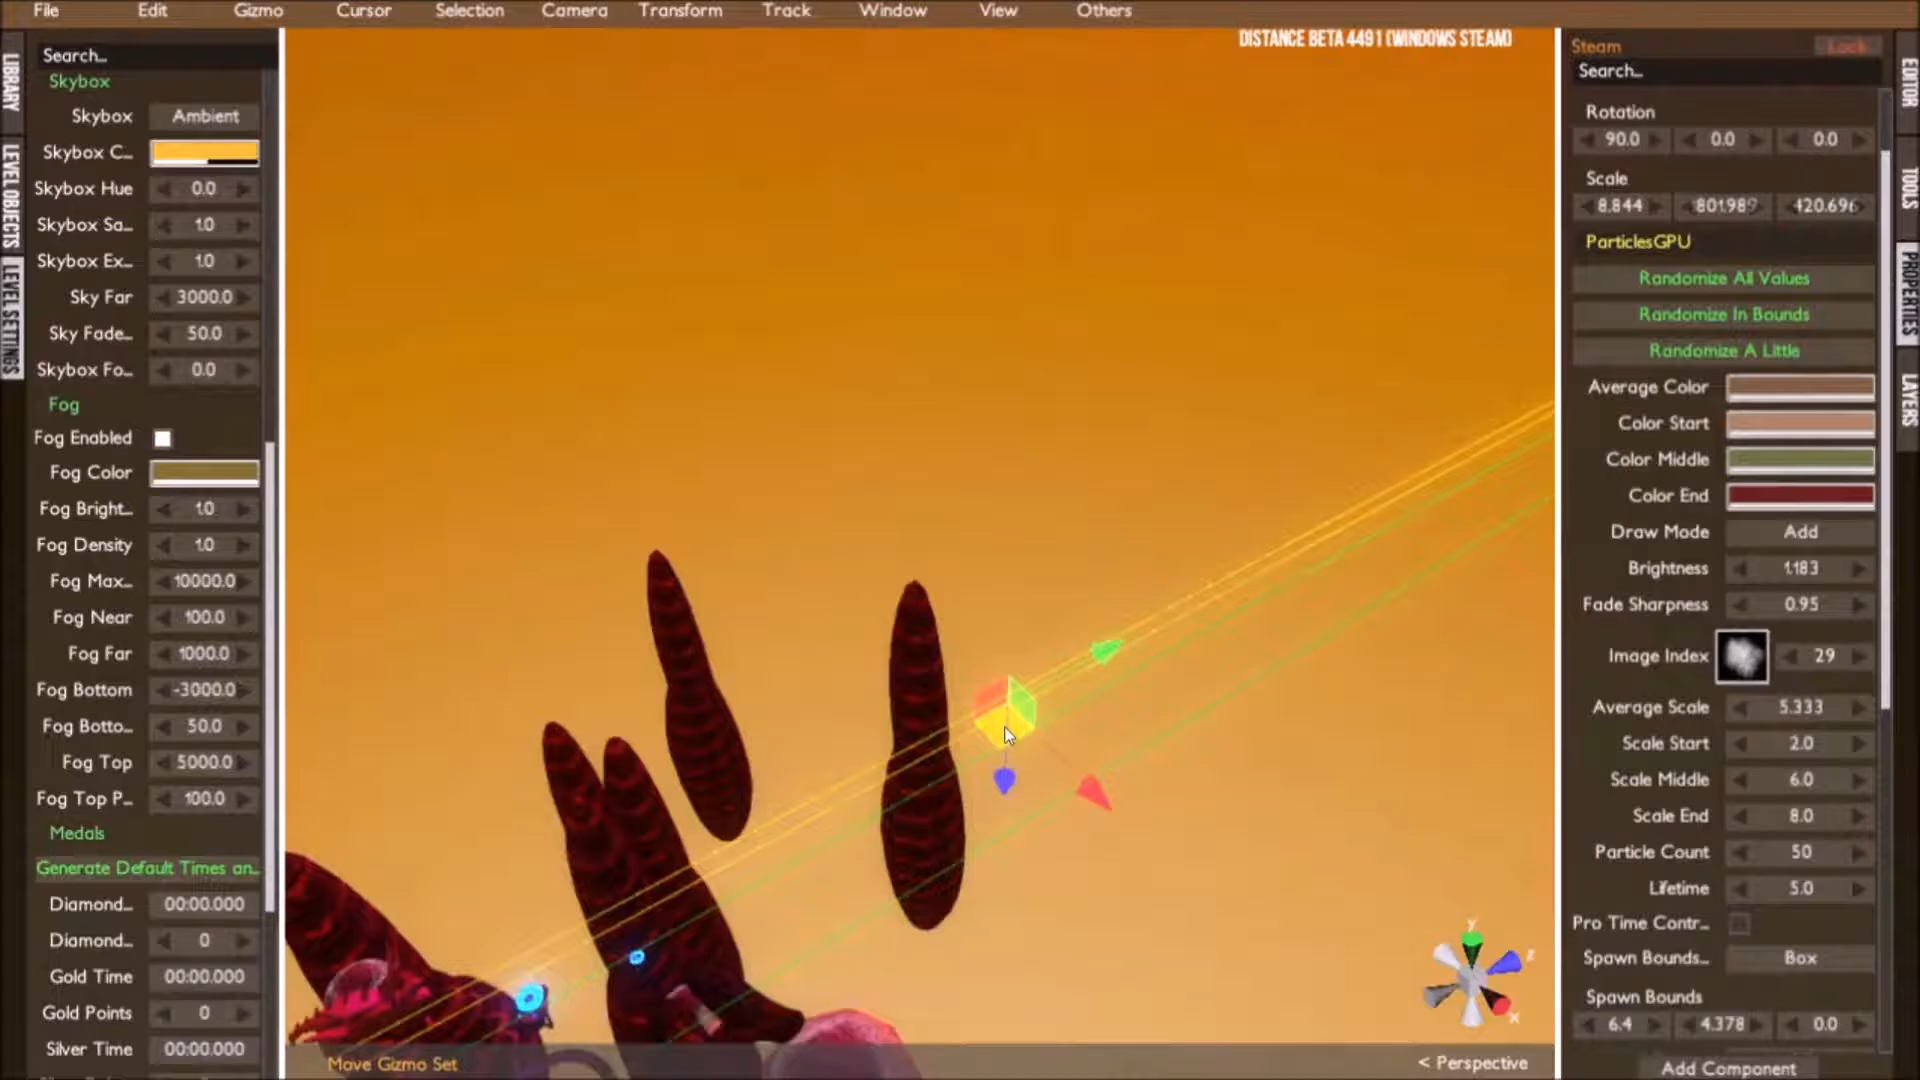 File Edit Gizmo Cursor Selection Camera Transform Track Window View Others
DISTANCE BETA 4491 (WINDOWS STEAM)
LIBRARY
LEVEL OBJECTS
LEVEL SETTINGS
Search...
Skybox
Skybox Ambient
Skybox C...
Skybox Hue 0.0
Skybox Sa... 1.0
Skybox Ex... 1.0
Sky Far 3000.0
Sky Fade... 50.0
Skybox Fo... 0.0
Fog
Fog Enabled
Fog Color
Fog Bright... 1.0
Fog Density 1.0
Fog Max... 10000.0
Fog Near 100.0
Fog Far 1000.0
Fog Bottom -3000.0
Fog Botto... 50.0
Fog Top 5000.0
Fog Top P... 100.0
Medals
Generate Default Times an...
Diamond... 00:00.000
Diamond... 0
Gold Time 00:00.000
Gold Points 0
Silver Time 00:00.000
Move Gizmo Set
< Perspective
Y
Z
X
Steam Lock
Search...
Rotation
90.0 0.0 0.0
Scale
8.844 801.989 420.696
ParticlesGPU
Randomize All Values
Randomize In Bounds
Randomize A Little
Average Color
Color Start
Color Middle
Color End
Draw Mode Add
Brightness 1.183
Fade Sharpness 0.95
Image Index 29
Average Scale 5.333
Scale Start 2.0
Scale Middle 6.0
Scale End 8.0
Particle Count 50
Lifetime 5.0
Pro Time Contr...
Spawn Bounds... Box
Spawn Bounds
6.4 4.378 0.0
Add Component
EDITOR
TOOLS
PROPERTIES
LAYERS